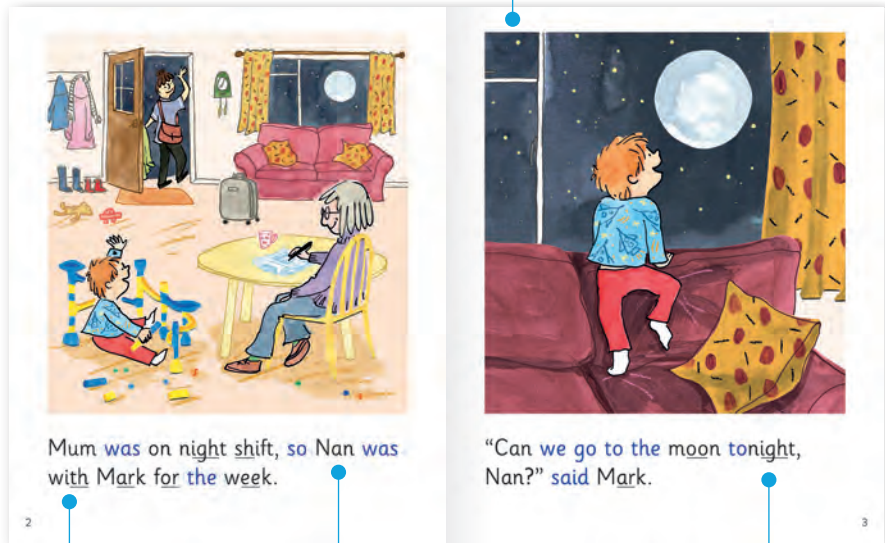 Mum was on night shift, so Nan was
with Mark for the week.
2
“Can we go to the moon tonight,
Nan?” said Mark.
3